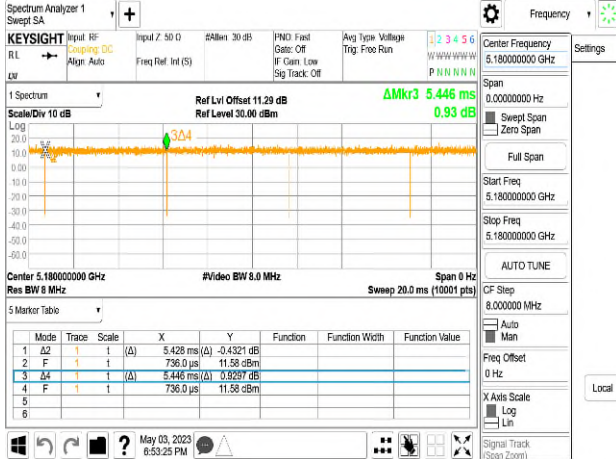 Spectrum Analyzer 1
Swept SA
Frequency
KEYSIGHT Input: RF Input Z: 50 Ω #Atten: 30 dB PNO: Fast Avg Type: Voltage 1 2 3 4 5 6
RL Coupling: DC Gate: Off Trig: Free Run W W W W W W
Align: Auto Freq Ref: Int (S) IF Gain: Low
Sig Track: Off P N N N N N
Center Frequency
5.180000000 GHz
Settings
1 Spectrum
ΔMkr3 5.446 ms
Ref Lvl Offset 11.29 dB
Scale/Div 10 dB Ref Level 30.00 dBm 0.93 dB
Log
3Δ4
20.0
10.0
0.00
-10.0
-20.0
-30.0
-40.0
-50.0
-60.0
Center 5.180000000 GHz #Video BW 8.0 MHz Span 0 Hz
Res BW 8 MHz Sweep 20.0 ms (10001 pts)
Span
0.00000000 Hz
Swept Span
Zero Span
Full Span
Start Freq
5.180000000 GHz
Stop Freq
5.180000000 GHz
AUTO TUNE
CF Step
8.000000 MHz
Auto
Man
Freq Offset
0 Hz
X Axis Scale
Log
Lin
Signal Track
(Span Zoom)
Local
5 Marker Table
Mode Trace Scale X Y Function Function Width Function Value
1 Δ2 1 t (Δ) 5.428 ms (Δ) -0.4321 dB
2 F 1 t 736.0 µs 11.58 dBm
3 Δ4 1 t (Δ) 5.446 ms (Δ) 0.9297 dB
4 F 1 t 736.0 µs 11.58 dBm
5
6
May 03, 2023
6:53:25 PM